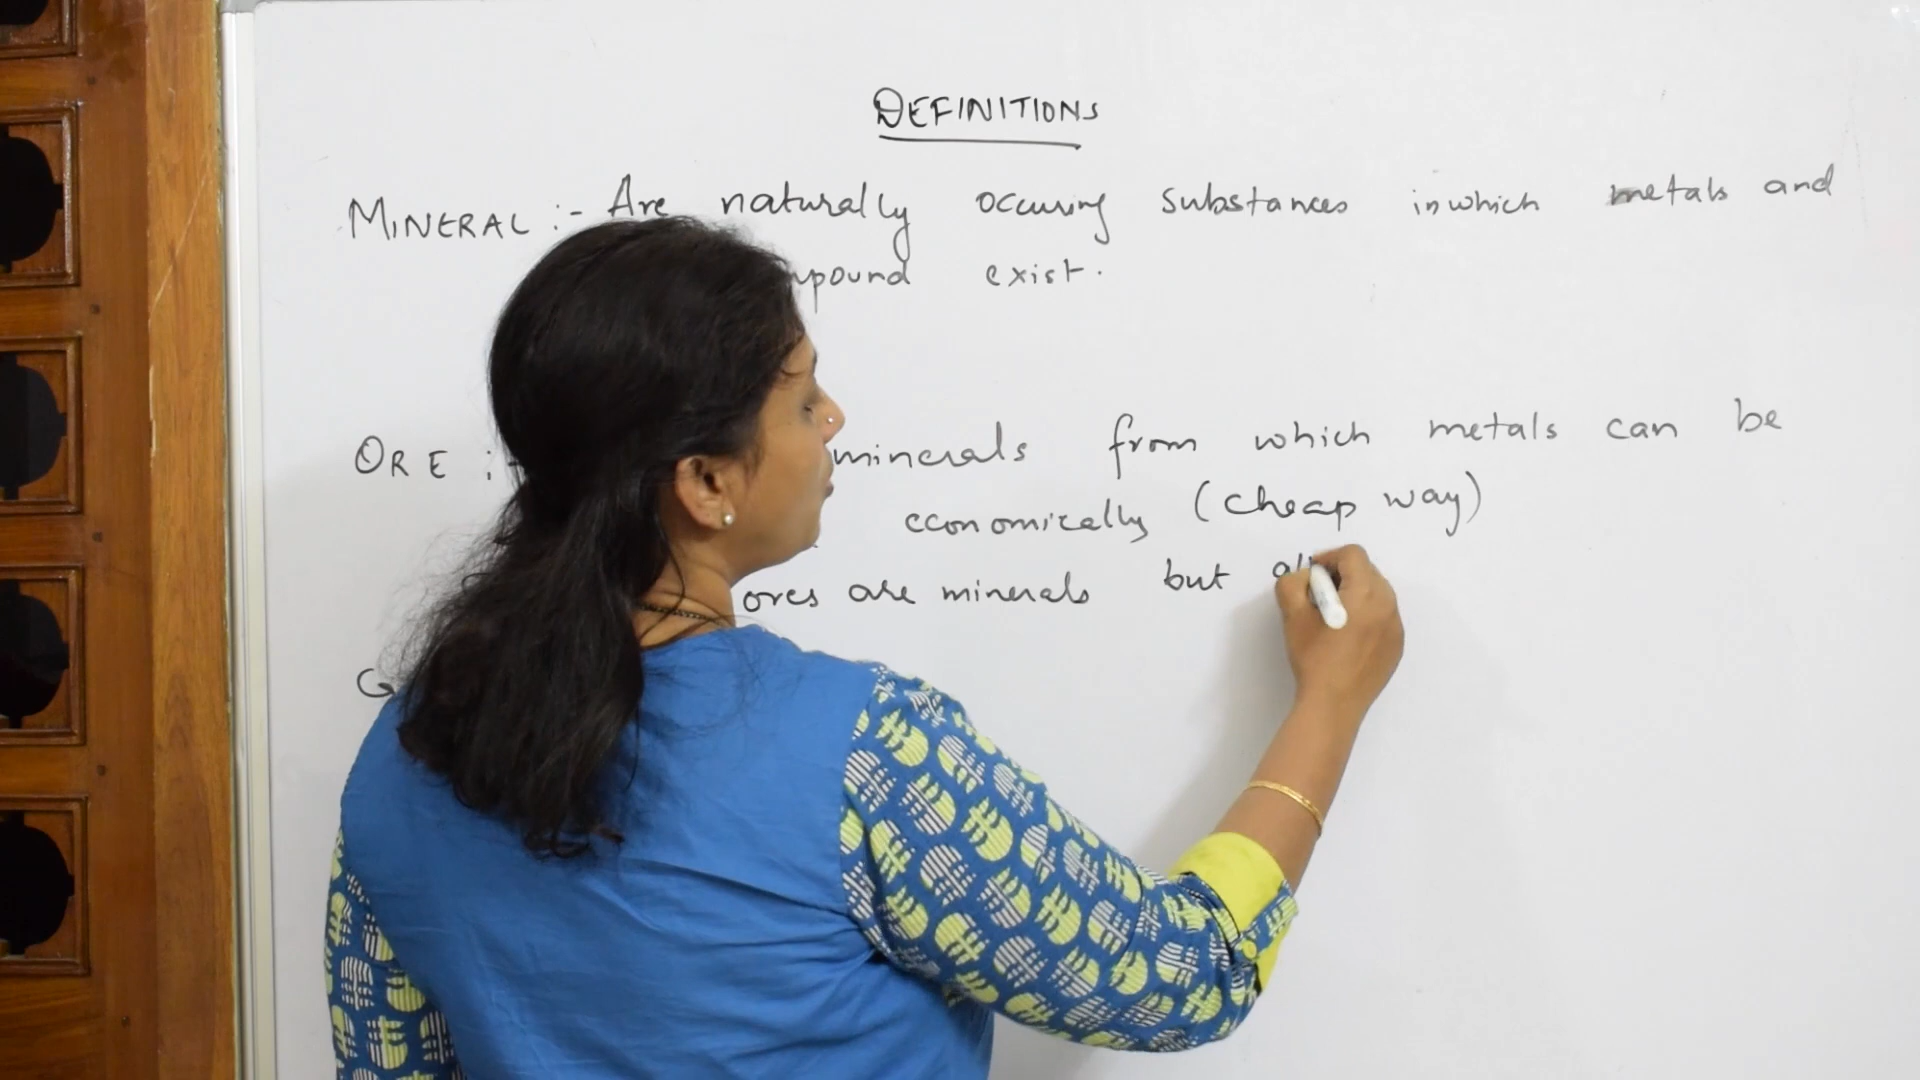 DEFINITIONS
MINERAL :- Are naturally occuring substances in which metals and
exist.
ORE :- minerals from which metals can be
economically (cheap way)
ores are minerals but